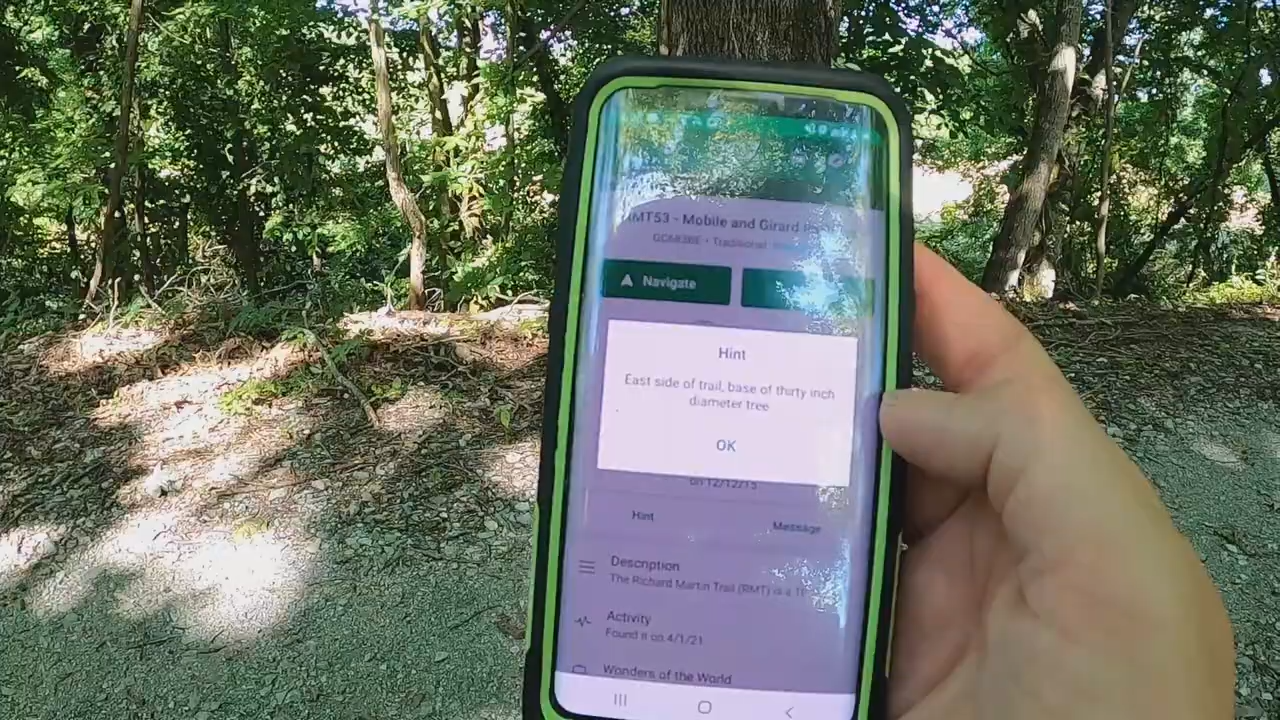 MT53 - Mobile and Girard
Traditional
Navigate
Hint
East side of trail, base of thirty inch
diameter tree
OK
on 12/12/15
Hint
Message
Description
The Richard Martin Trail (RMT) is a
Activity
Found it on 4/1/21
Wonders of the World